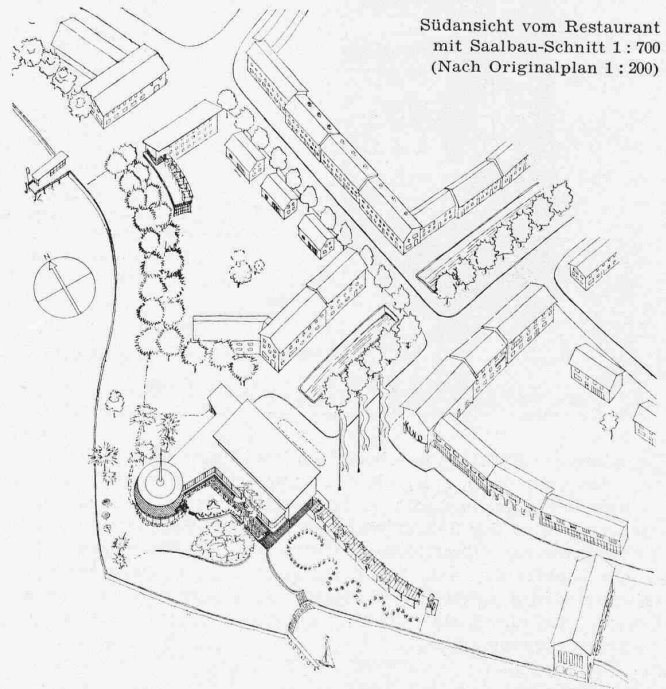 Südansicht vom Restaurant
mit Saalbau-Schnitt 1 : 700
(Nach Originalplan 1 : 200)
N